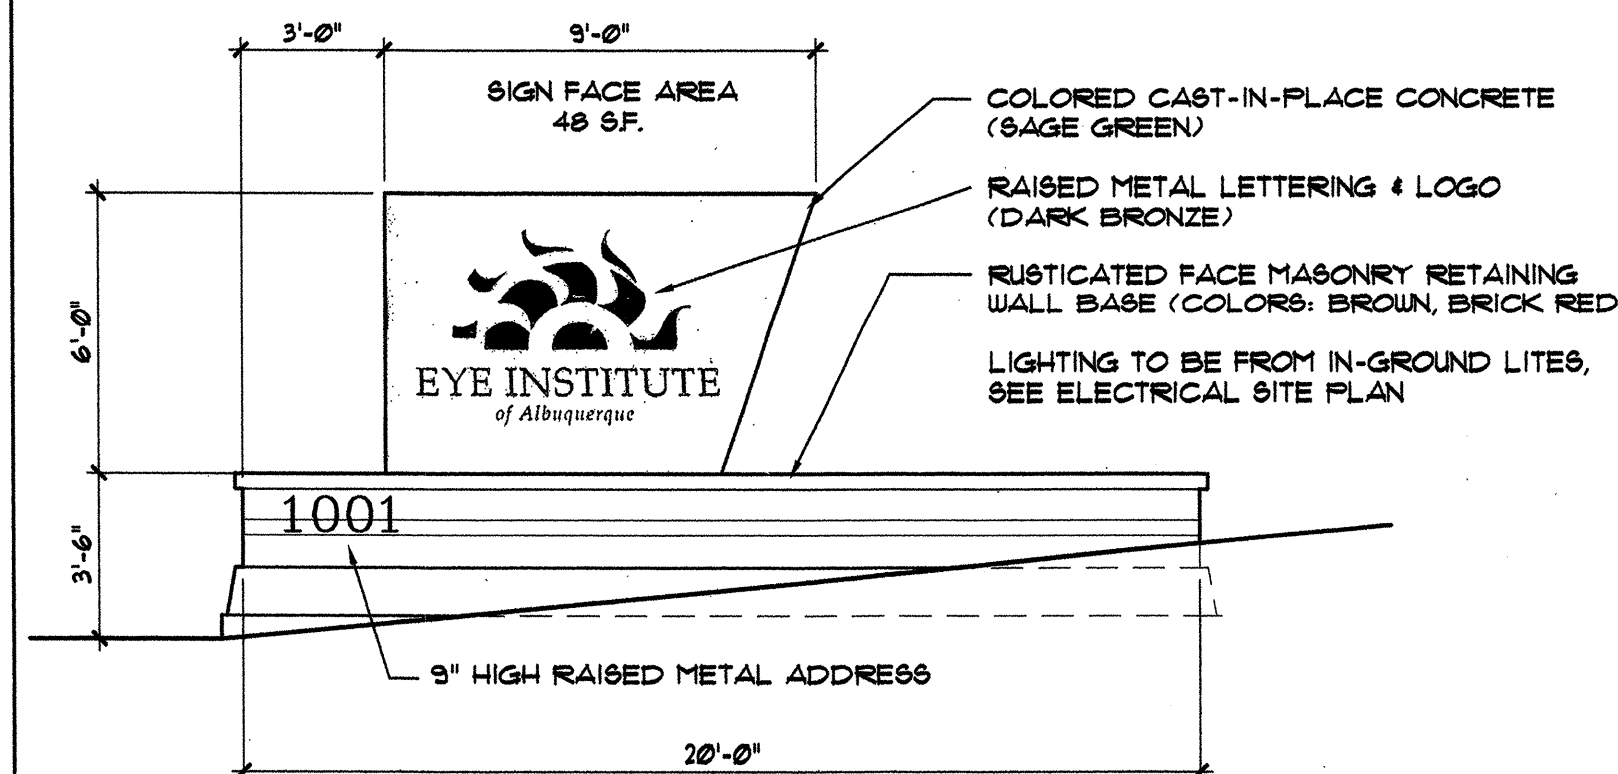 3'-0"
9'-0"
SIGN FACE AREA
48 S.F.
COLORED CAST-IN-PLACE CONCRETE
(SAGE GREEN)
RAISED METAL LETTERING & LOGO
(DARK BRONZE)
RUSTICATED FACE MASONRY RETAINING
WALL BASE (COLORS: BROWN, BRICK RED
LIGHTING TO BE FROM IN-GROUND LITES,
SEE ELECTRICAL SITE PLAN
6'-0"
EYE INSTITUTE
of Albuquerque
3'-6"
1001
9" HIGH RAISED METAL ADDRESS
20'-0"